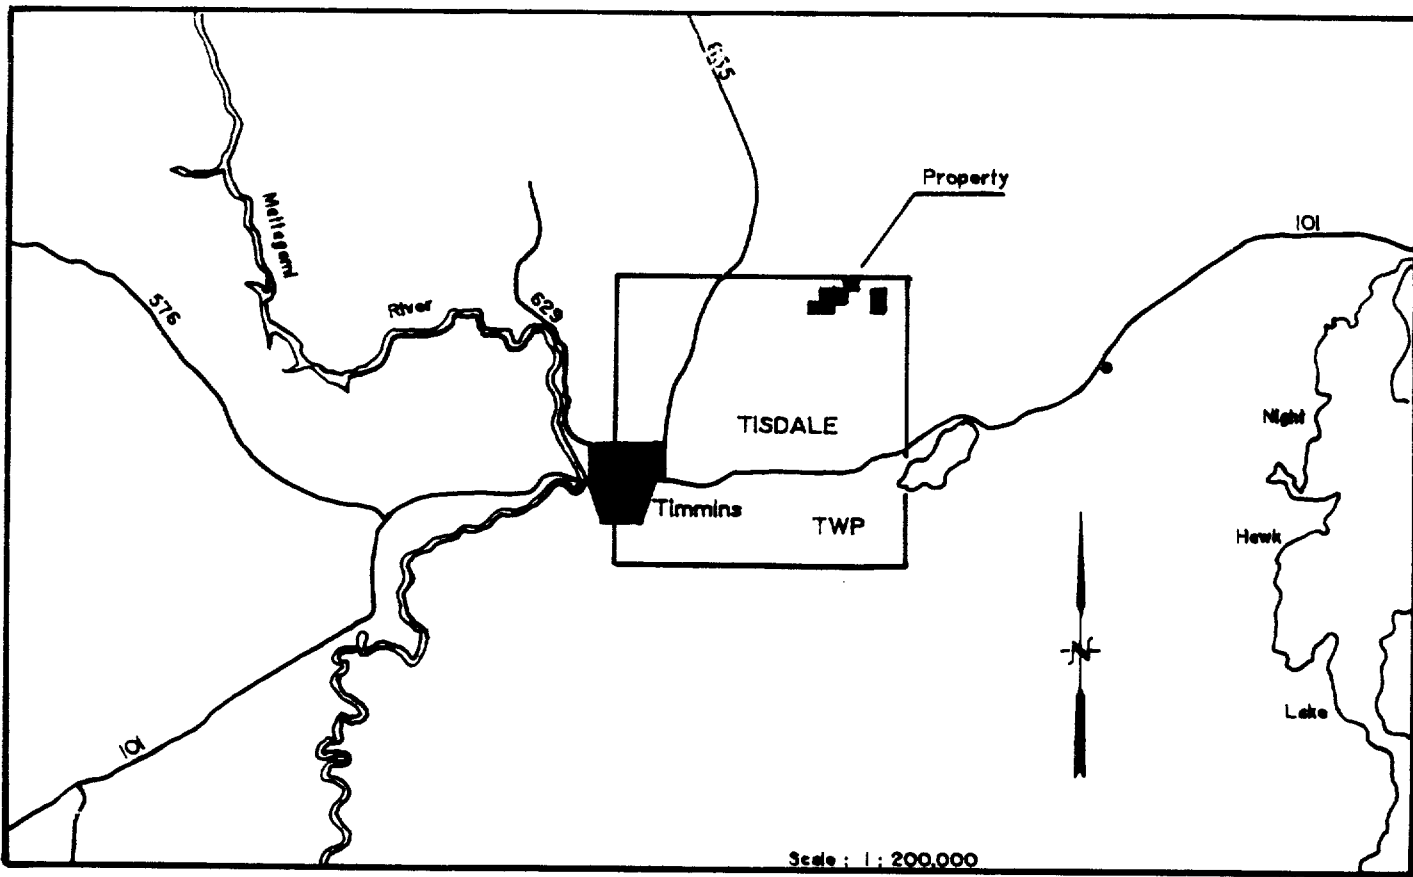 655
Property
101
Mattagami
River
576
629
TISDALE
Night
Timmins
TWP
Hawk
N
Lake
101
Scale : 1 : 200,000